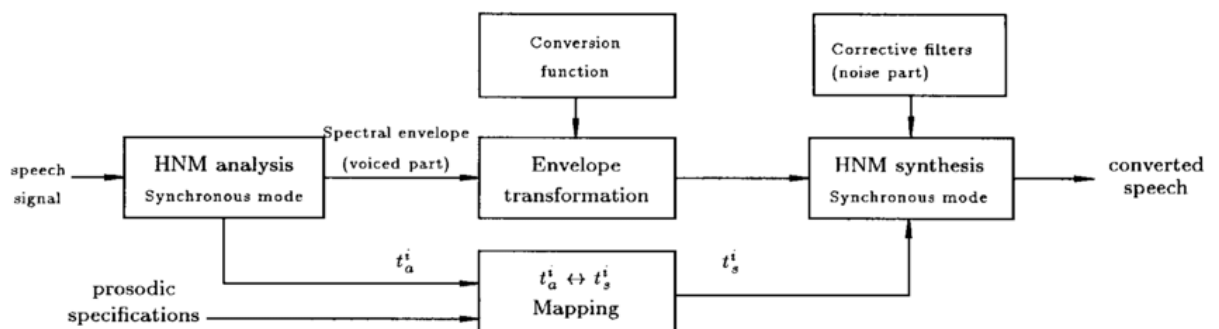 Conversion
function
Corrective filters
(noise part)
speech
signal
HNM analysis
Synchronous mode
Spectral envelope
(voiced part)
Envelope
transformation
HNM synthesis
Synchronous mode
converted
speech
t_a^i
t_a^i ↔ t_s^i
Mapping
t_s^i
prosodic
specifications